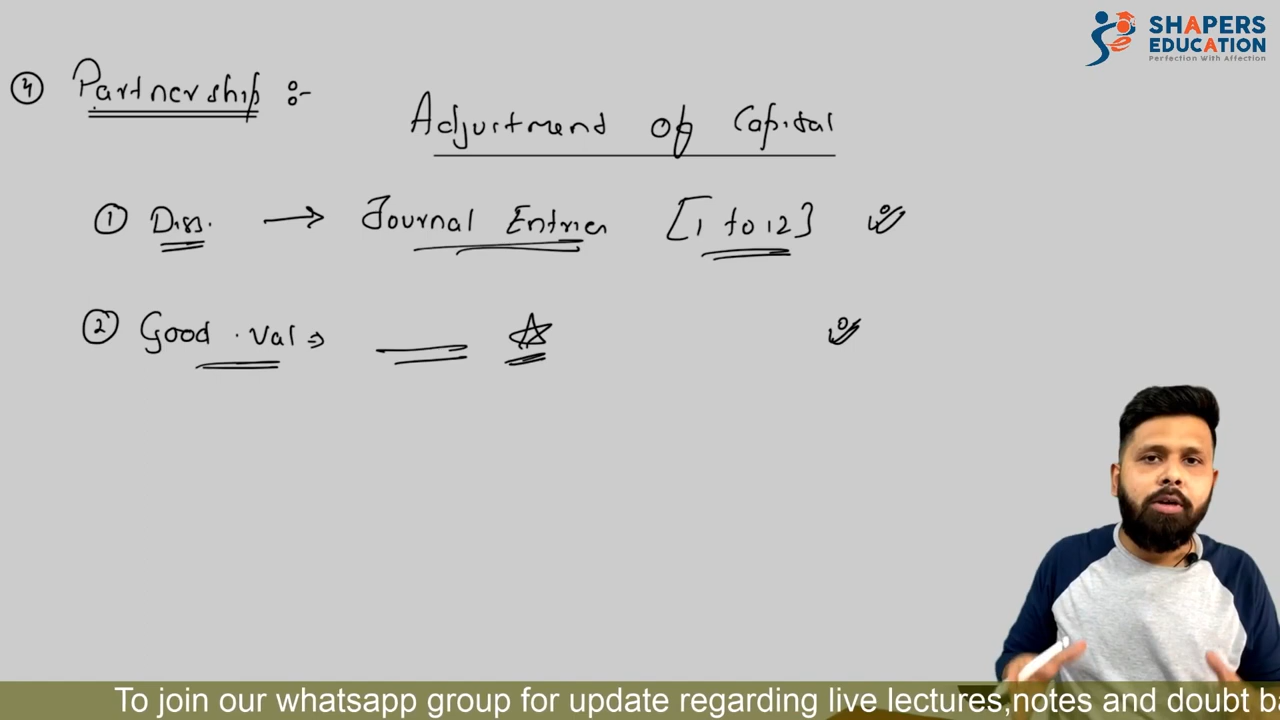 SHAPERS
EDUCATION
Perfection With Affection
④ Partnership :-
Adjustment of Capital
① Diss. → Journal Entries [1 to 12]
② Good . Val ⇒
To join our whatsapp group for update regarding live lectures,notes and doubt ba